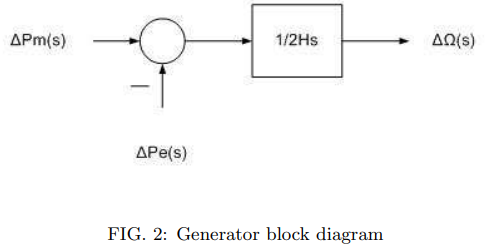 ΔPm(s)
1/2Hs
ΔΩ(s)
—
ΔPe(s)
FIG. 2: Generator block diagram